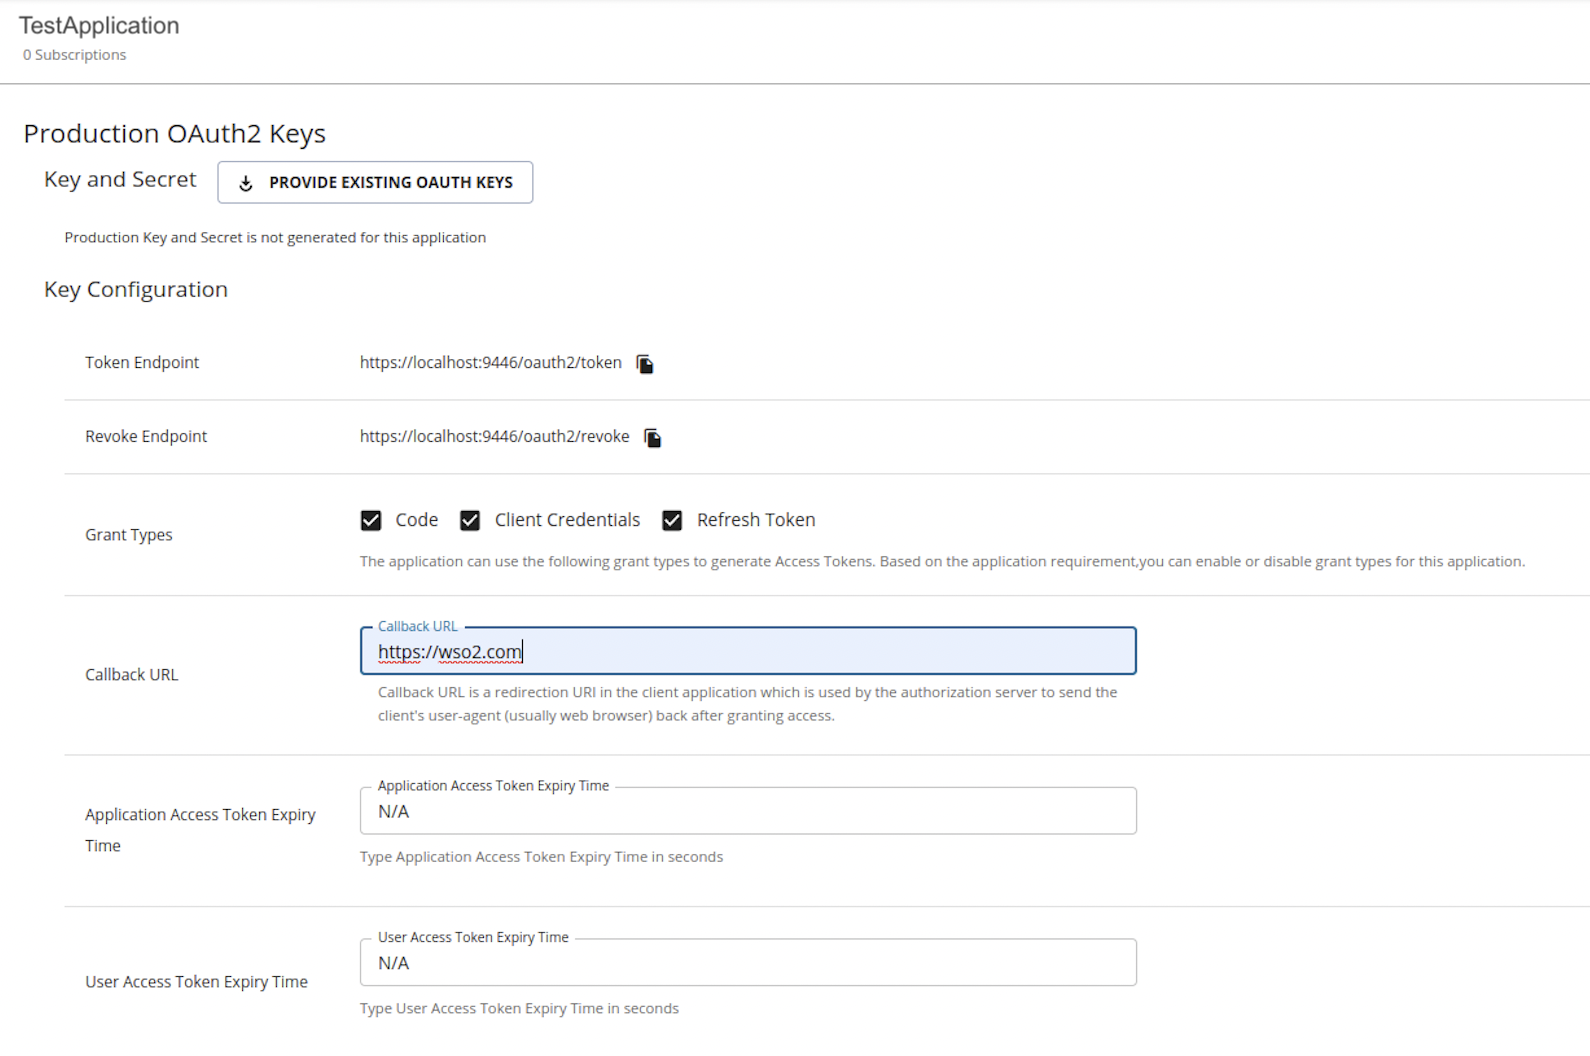 TestApplication
0 Subscriptions
Production OAuth2 Keys
Key and Secret
PROVIDE EXISTING OAUTH KEYS
Production Key and Secret is not generated for this application
Key Configuration
Token Endpoint
https://localhost:9446/oauth2/token
Revoke Endpoint
https://localhost:9446/oauth2/revoke
Grant Types
Code
Client Credentials
Refresh Token
The application can use the following grant types to generate Access Tokens. Based on the application requirement,you can enable or disable grant types for this application.
Callback URL
Callback URL
https://wso2.com
Callback URL is a redirection URI in the client application which is used by the authorization server to send the
client's user-agent (usually web browser) back after granting access.
Application Access Token Expiry
Time
Application Access Token Expiry Time
N/A
Type Application Access Token Expiry Time in seconds
User Access Token Expiry Time
User Access Token Expiry Time
N/A
Type User Access Token Expiry Time in seconds